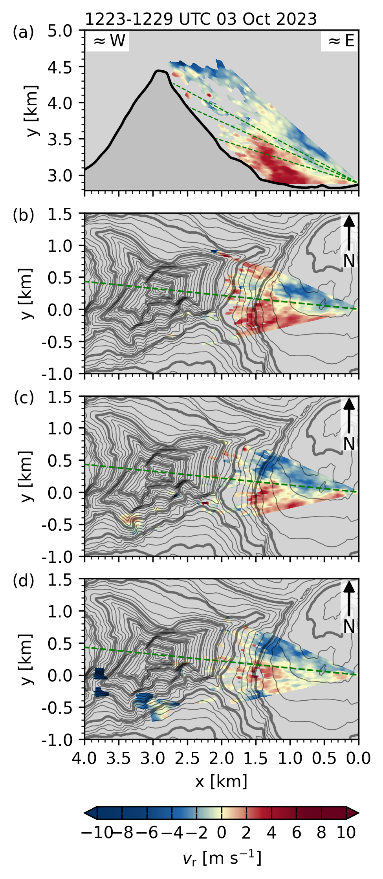 1223-1229 UTC 03 Oct 2023
(a)
≈ W
≈ E
5.0
4.5
4.0
3.5
3.0
y [km]
(b)
1.5
1.0
0.5
0.0
-0.5
-1.0
y [km]
N
(c)
1.5
1.0
0.5
0.0
-0.5
-1.0
y [km]
N
(d)
1.5
1.0
0.5
0.0
-0.5
-1.0
y [km]
N
4.0 3.5 3.0 2.5 2.0 1.5 1.0 0.5 0.0
x [km]
−10 −8 −6 −4 −2 0 2 4 6 8 10
vr [m s⁻¹]